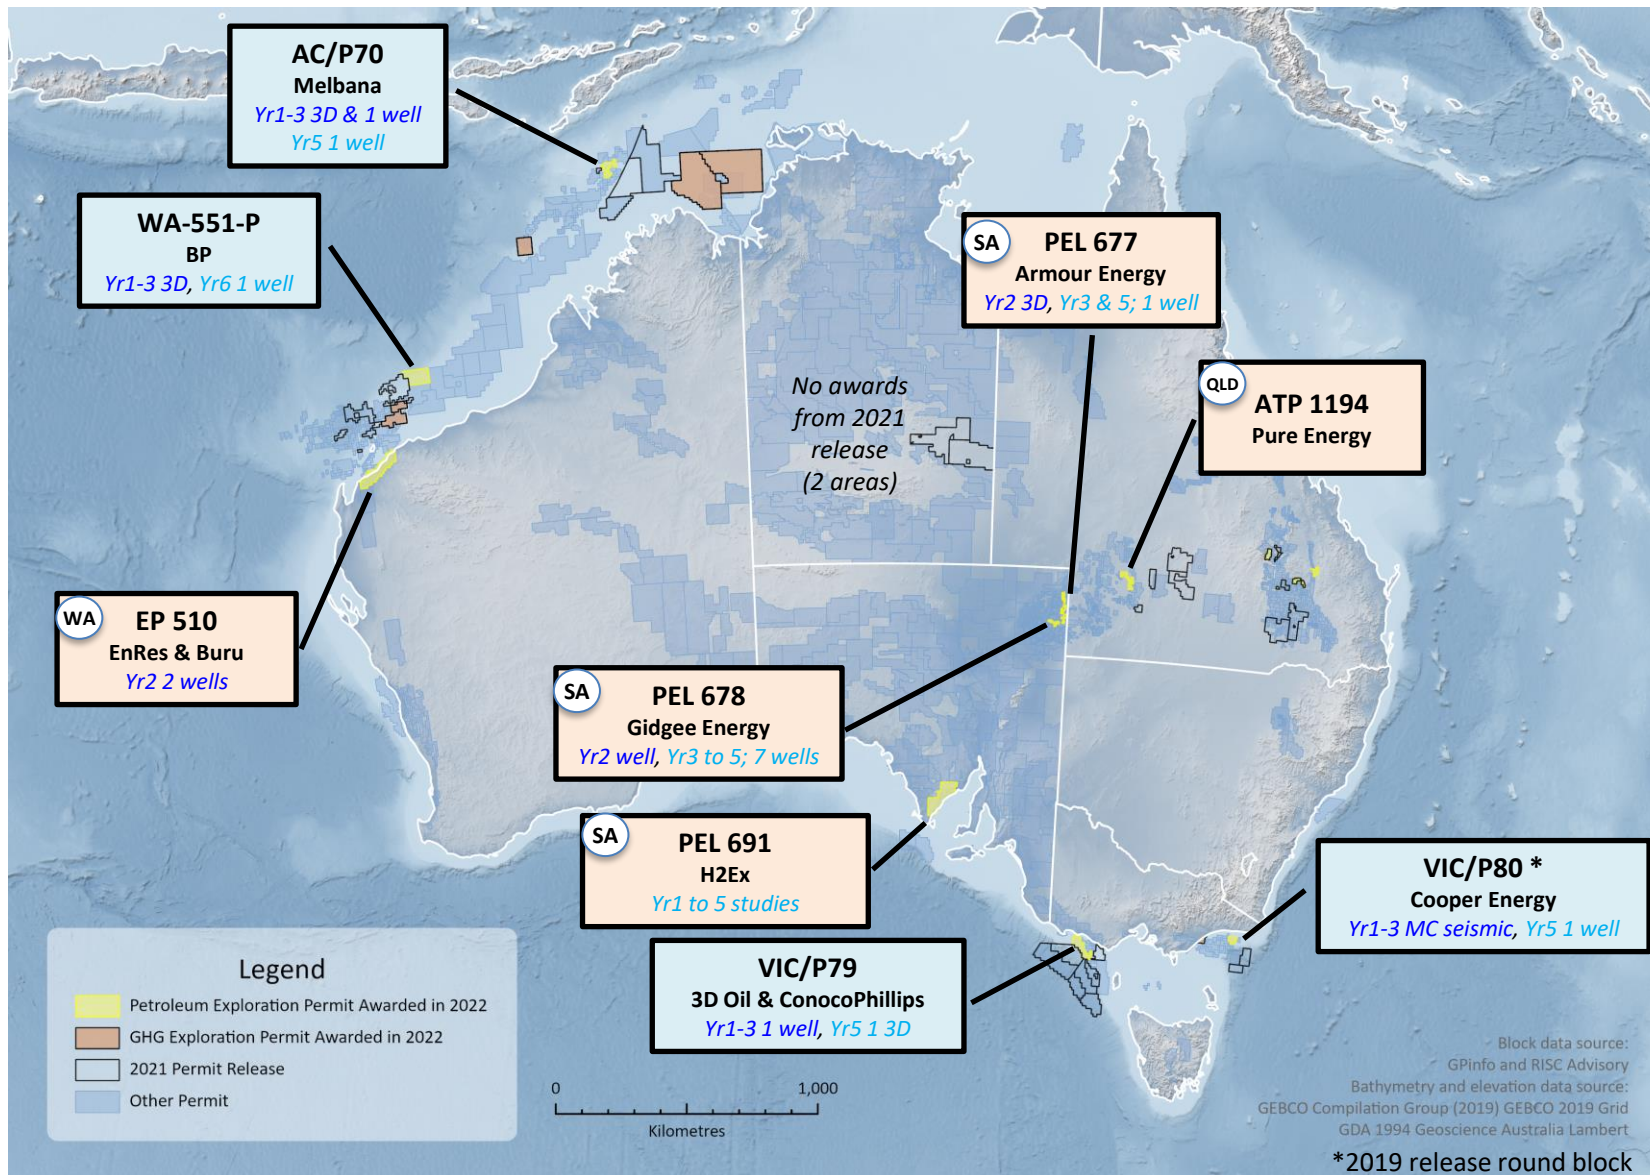 AC/P70
Melbana
Yr1-3 3D & 1 well
Yr5 1 well
WA-551-P
BP
Yr1-3 3D, Yr6 1 well
SA
PEL 677
Armour Energy
Yr2 3D, Yr3 & 5; 1 well
QLD
ATP 1194
Pure Energy
No awards
from 2021
release
(2 areas)
WA
EP 510
EnRes & Buru
Yr2 2 wells
SA
PEL 678
Gidgee Energy
Yr2 well, Yr3 to 5; 7 wells
SA
PEL 691
H2Ex
Yr1 to 5 studies
VIC/P80 *
Cooper Energy
Yr1-3 MC seismic, Yr5 1 well
VIC/P79
3D Oil & ConocoPhillips
Yr1-3 1 well, Yr5 1 3D
Legend
Petroleum Exploration Permit Awarded in 2022
GHG Exploration Permit Awarded in 2022
2021 Permit Release
Other Permit
0 1,000
Kilometres
Block data source:
GPinfo and RISC Advisory
Bathymetry and elevation data source:
GEBCO Compilation Group (2019) GEBCO 2019 Grid
GDA 1994 Geoscience Australia Lambert
*2019 release round block